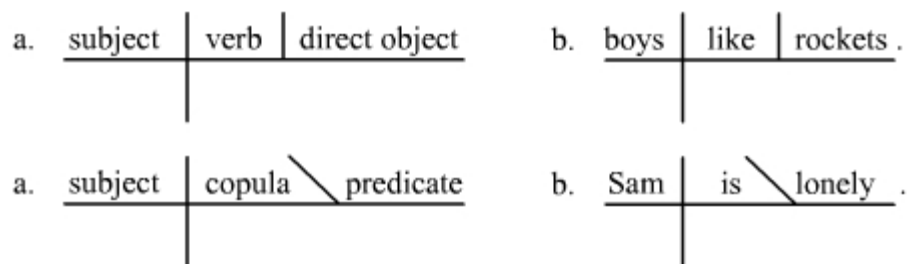 a. subject verb direct object b. boys like rockets .
a. subject copula predicate b. Sam is lonely .